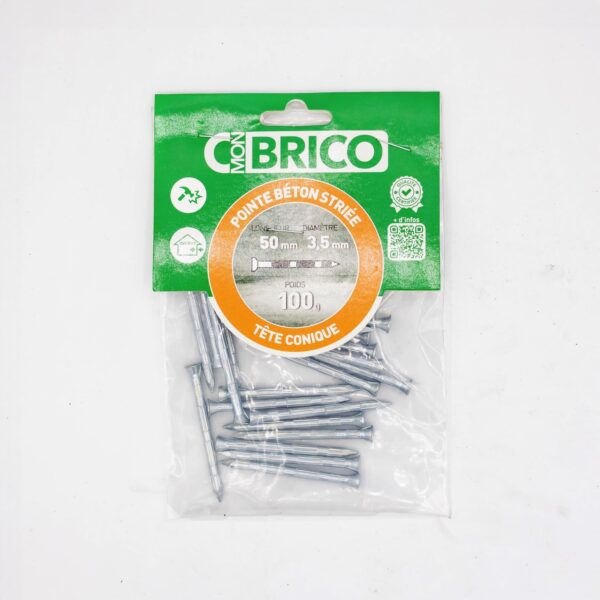 C MON BRICO
POINTE BÉTON STRIÉE
LONGUEUR DIAMÈTRE
50 mm 3,5 mm
POIDS
100g
TÊTE CONIQUE
+ d'infos